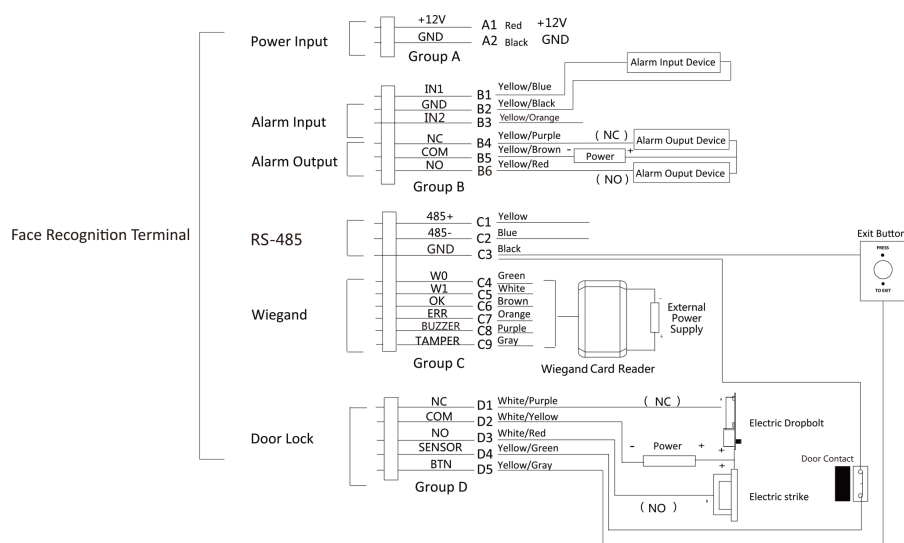 Face Recognition Terminal
Power Input
+12V A1 Red +12V
GND A2 Black GND
Group A
Alarm Input
Alarm Output
IN1 B1 Yellow/Blue
GND B2 Yellow/Black
IN2 B3 Yellow/Orange
NC B4 Yellow/Purple ( NC )
COM B5 Yellow/Brown - Power +
NO B6 Yellow/Red ( NO )
Group B
Alarm Input Device
Alarm Ouput Device
Alarm Ouput Device
RS-485
485+ C1 Yellow
485- C2 Blue
GND C3 Black
Wiegand
W0 C4 Green
W1 C5 White
OK C6 Brown
ERR C7 Orange
BUZZER C8 Purple
TAMPER C9 Gray
Group C
-
External
Power
Supply
+
Wiegand Card Reader
Exit Button
PRESS
TO EXIT
Door Lock
NC D1 White/Purple ( NC ) -
COM D2 White/Yellow
NO D3 White/Red
SENSOR D4 Yellow/Green
BTN D5 Yellow/Gray
Group D
- Power +
+
+
-
( NO )
Electric Dropbolt
Electric strike
Door Contact